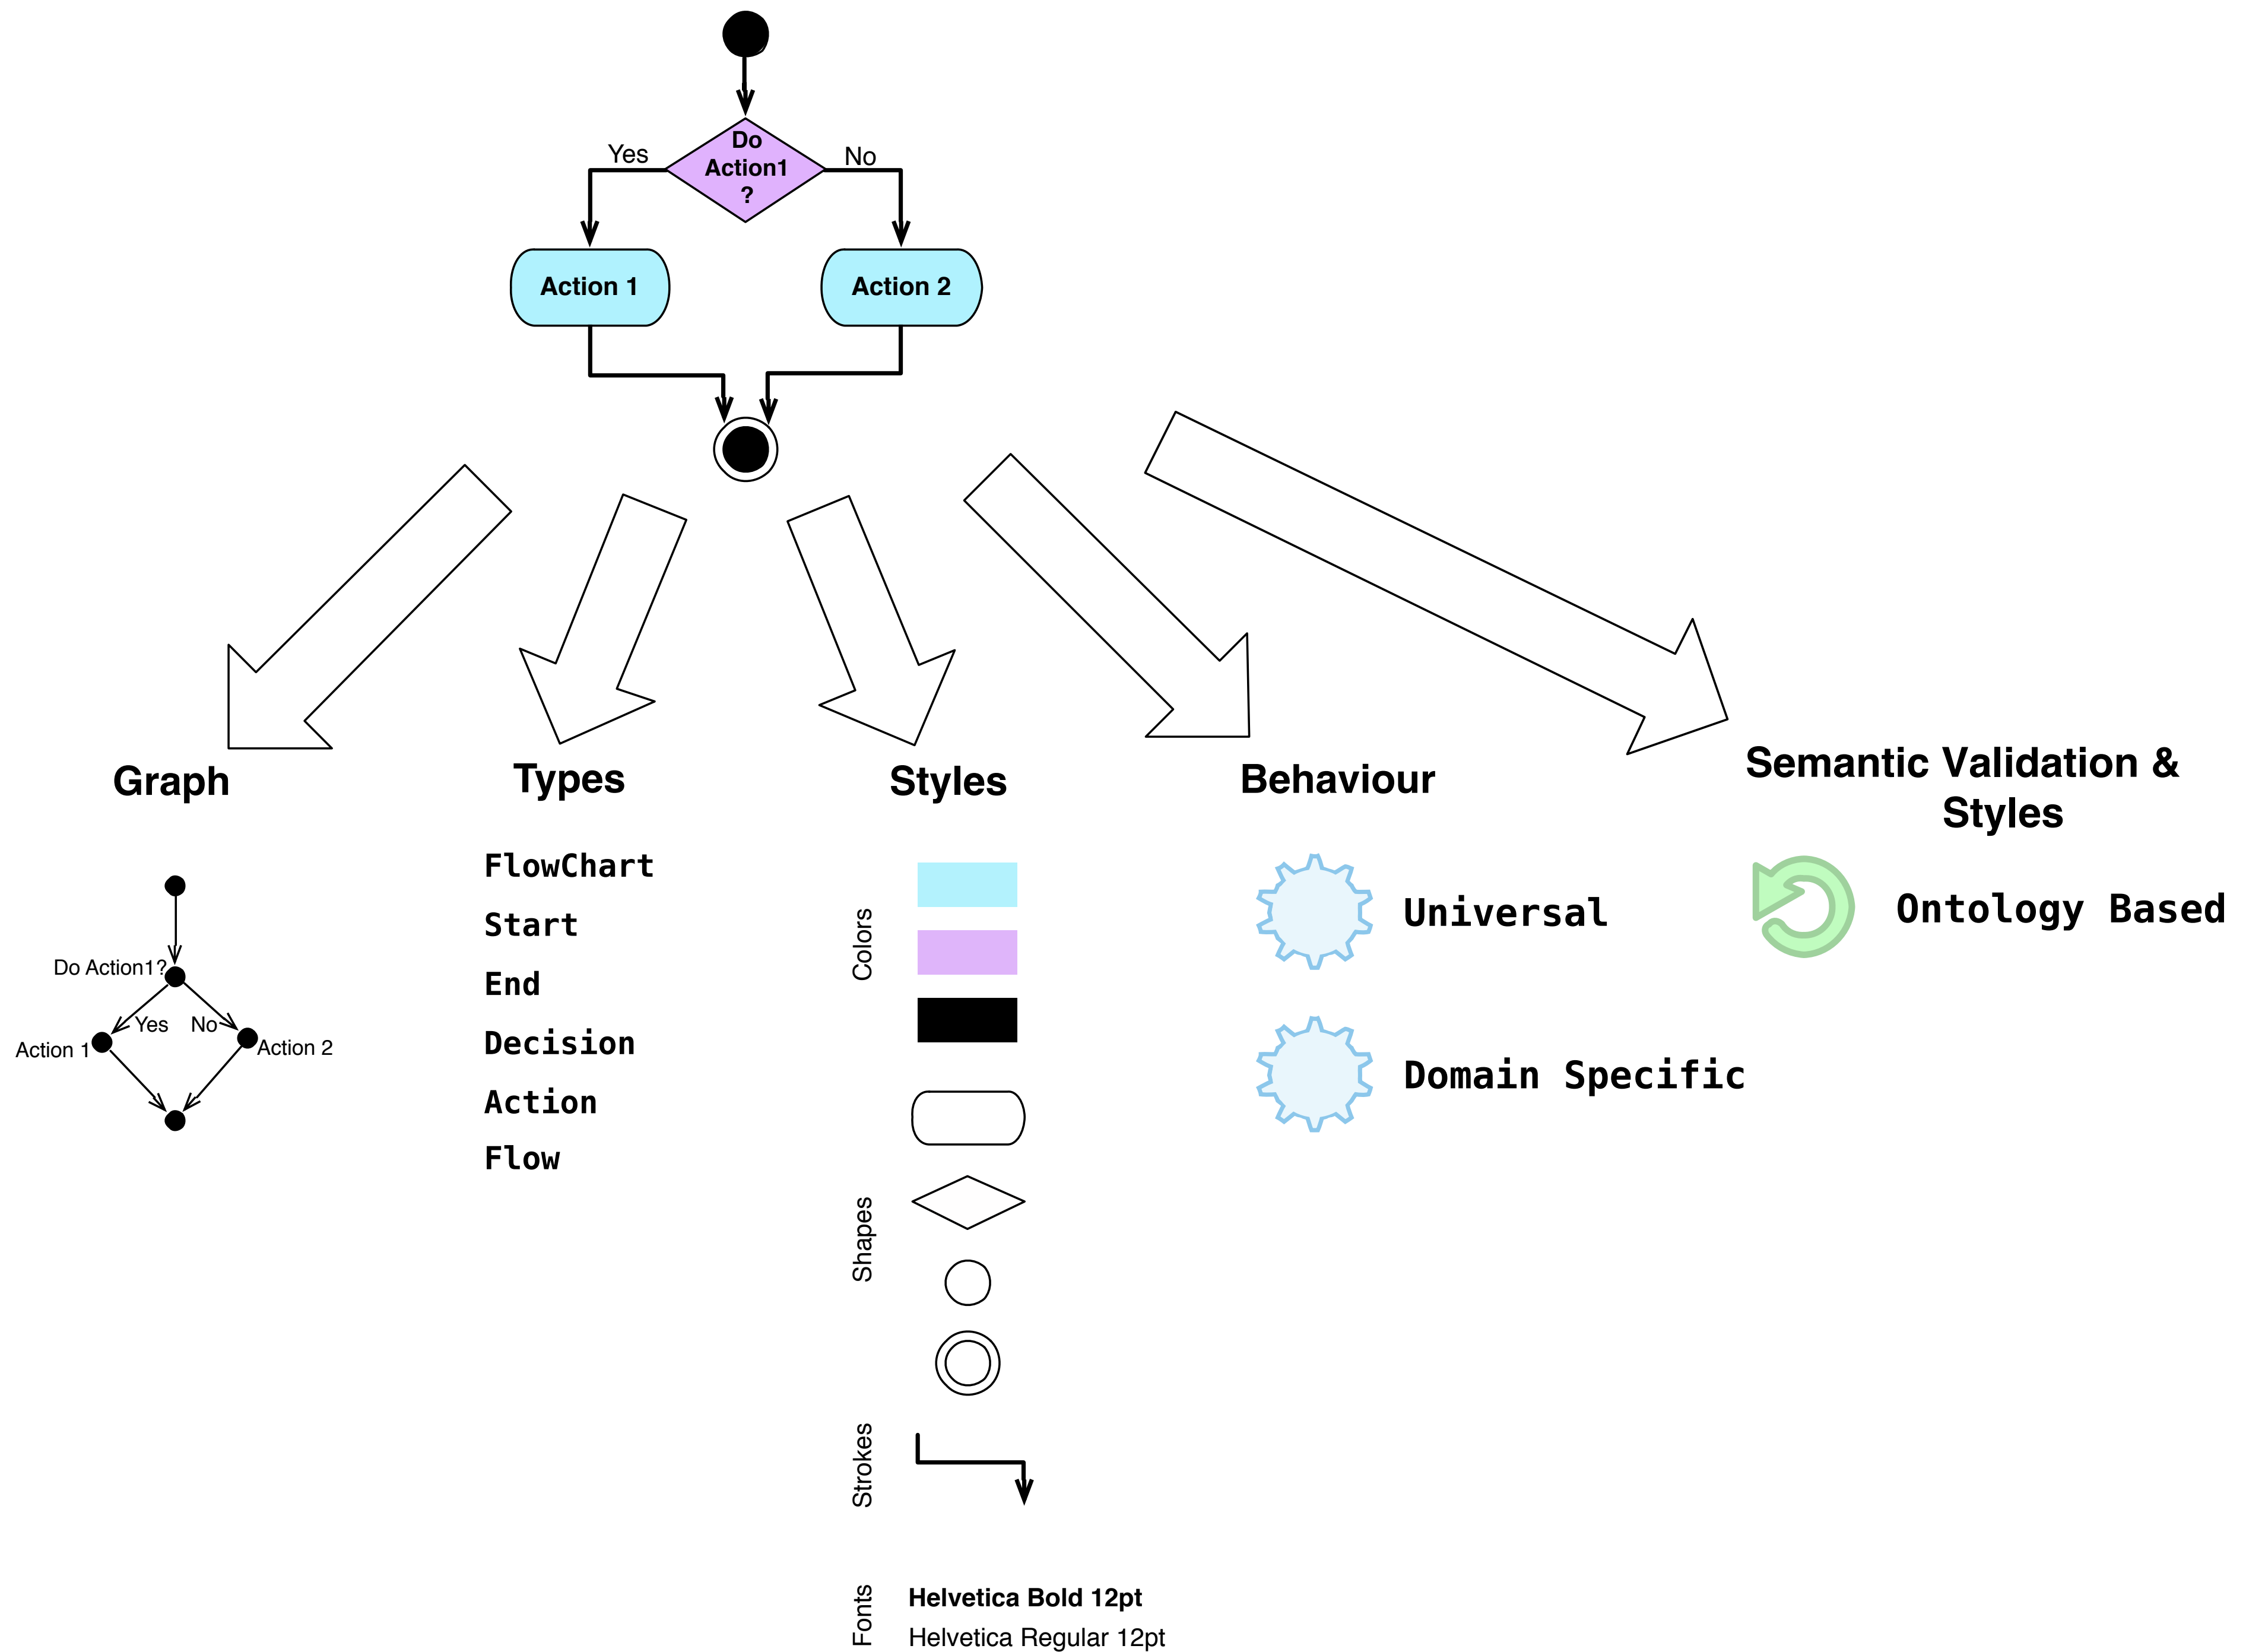 Do
Action1
?
Yes
No
Action 1
Action 2
Graph
Types
Styles
Behaviour
Semantic Validation &
Styles
Do Action1?
Yes
No
Action 1
Action 2
FlowChart
Start
End
Decision
Action
Flow
Colors
Shapes
Strokes
Fonts
Helvetica Bold 12pt
Helvetica Regular 12pt
Universal
Domain Specific
Ontology Based